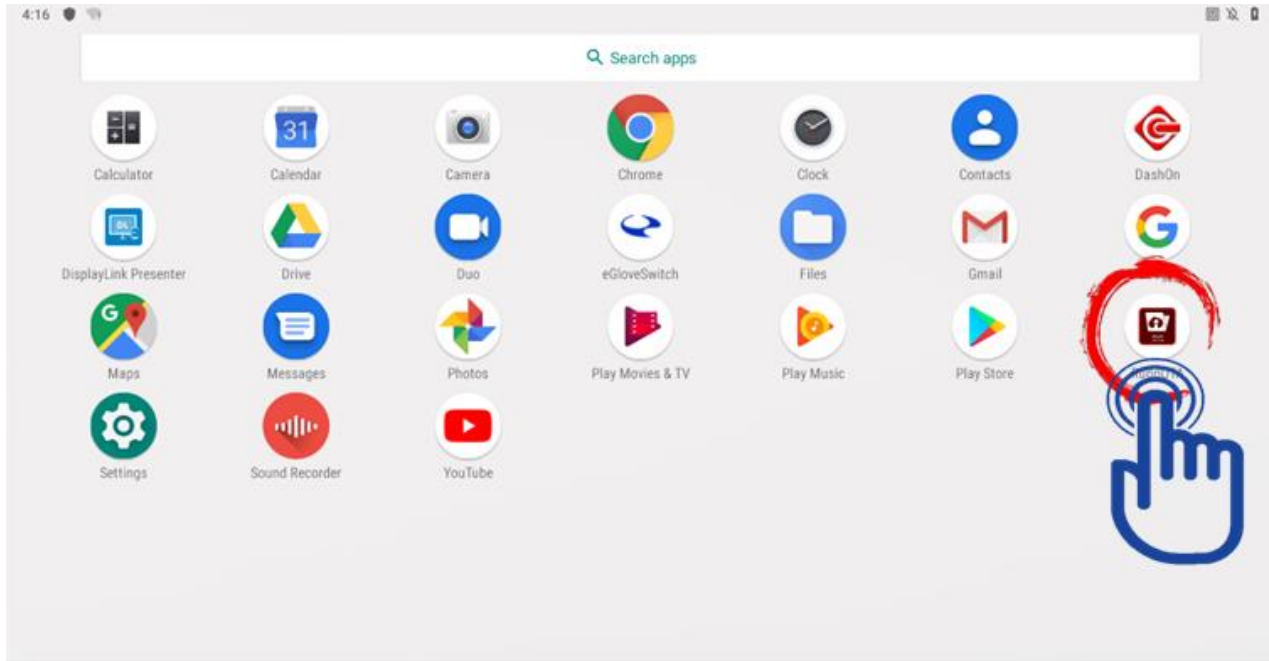 4:16
Search apps
31
Calculator Calendar Camera Chrome Clock Contacts DashOn
DL
DisplayLink Presenter Drive Duo eGloveSwitch Files Gmail
G
Maps Messages Photos Play Movies & TV Play Music Play Store
Settings Sound Recorder YouTube